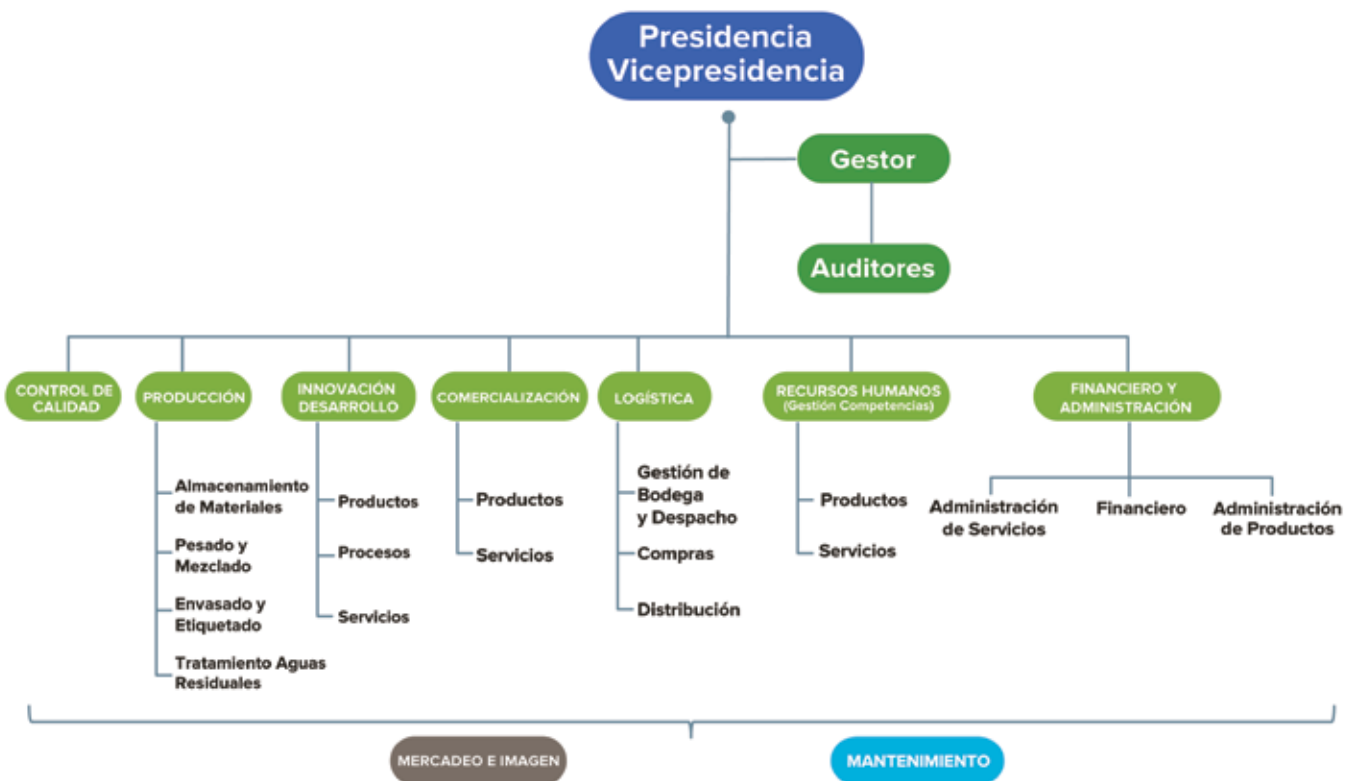 Presidencia
Vicepresidencia
Gestor
Auditores
CONTROL DE
CALIDAD
PRODUCCIÓN
INNOVACIÓN
DESARROLLO
COMERCIALIZACIÓN
LOGÍSTICA
RECURSOS HUMANOS
(Gestión Competencias)
FINANCIERO Y
ADMINISTRACIÓN
Almacenamiento
de Materiales
Pesado y
Mezclado
Envasado y
Etiquetado
Tratamiento Aguas
Residuales
Productos
Procesos
Servicios
Productos
Servicios
Gestión de
Bodega
y Despacho
Compras
Distribución
Productos
Servicios
Administración
de Servicios
Financiero
Administración
de Productos
MERCADEO E IMAGEN
MANTENIMIENTO